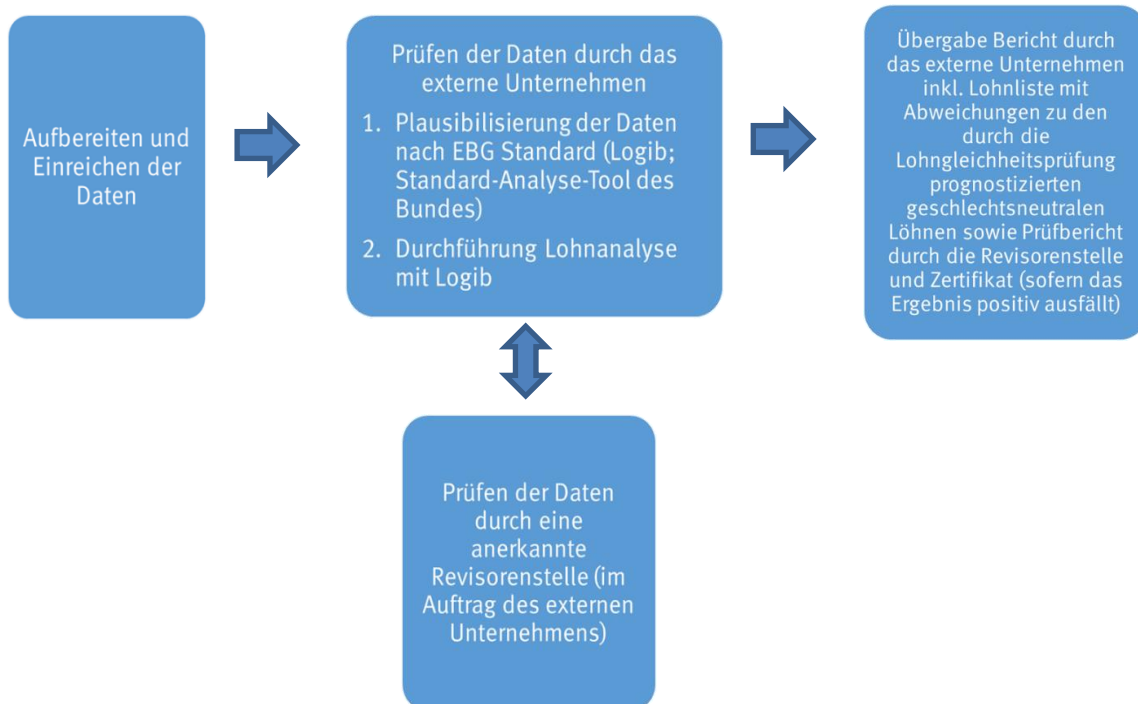 Aufbereiten und
Einreichen der
Daten
Prüfen der Daten durch das
externe Unternehmen
1. Plausibilisierung der Daten
nach EBG Standard (Logib;
Standard-Analyse-Tool des
Bundes)
2. Durchführung Lohnanalyse
mit Logib
Übergabe Bericht durch
das externe Unternehmen
inkl. Lohnliste mit
Abweichungen zu den
durch die
Lohngleichheitsprüfung
prognostizierten
geschlechtsneutralen
Löhnen sowie Prüfbericht
durch die Revisorenstelle
und Zertifikat (sofern das
Ergebnis positiv ausfällt)
Prüfen der Daten
durch eine
anerkannte
Revisorenstelle (im
Auftrag des externen
Unternehmens)